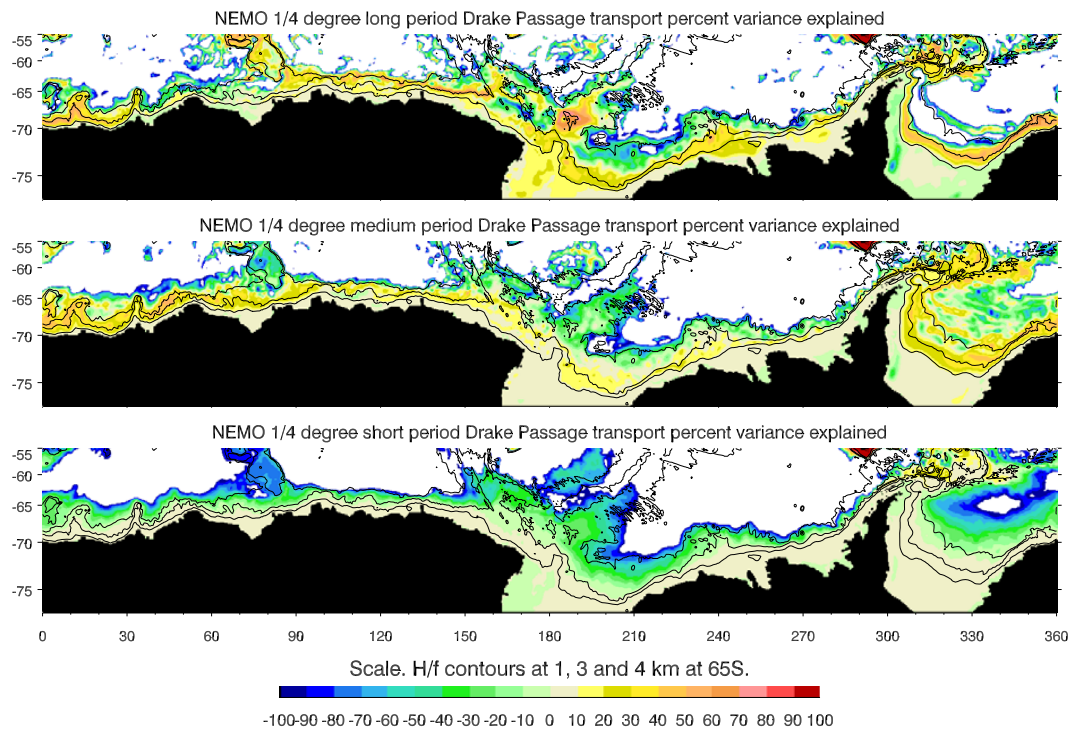 NEMO 1/4 degree long period Drake Passage transport percent variance explained
-55
-60
-65
-70
-75
NEMO 1/4 degree medium period Drake Passage transport percent variance explained
-55
-60
-65
-70
-75
NEMO 1/4 degree short period Drake Passage transport percent variance explained
-55
-60
-65
-70
-75
0 30 60 90 120 150 180 210 240 270 300 330 360
Scale. H/f contours at 1, 3 and 4 km at 65S.
-100 -90 -80 -70 -60 -50 -40 -30 -20 -10 0 10 20 30 40 50 60 70 80 90 100